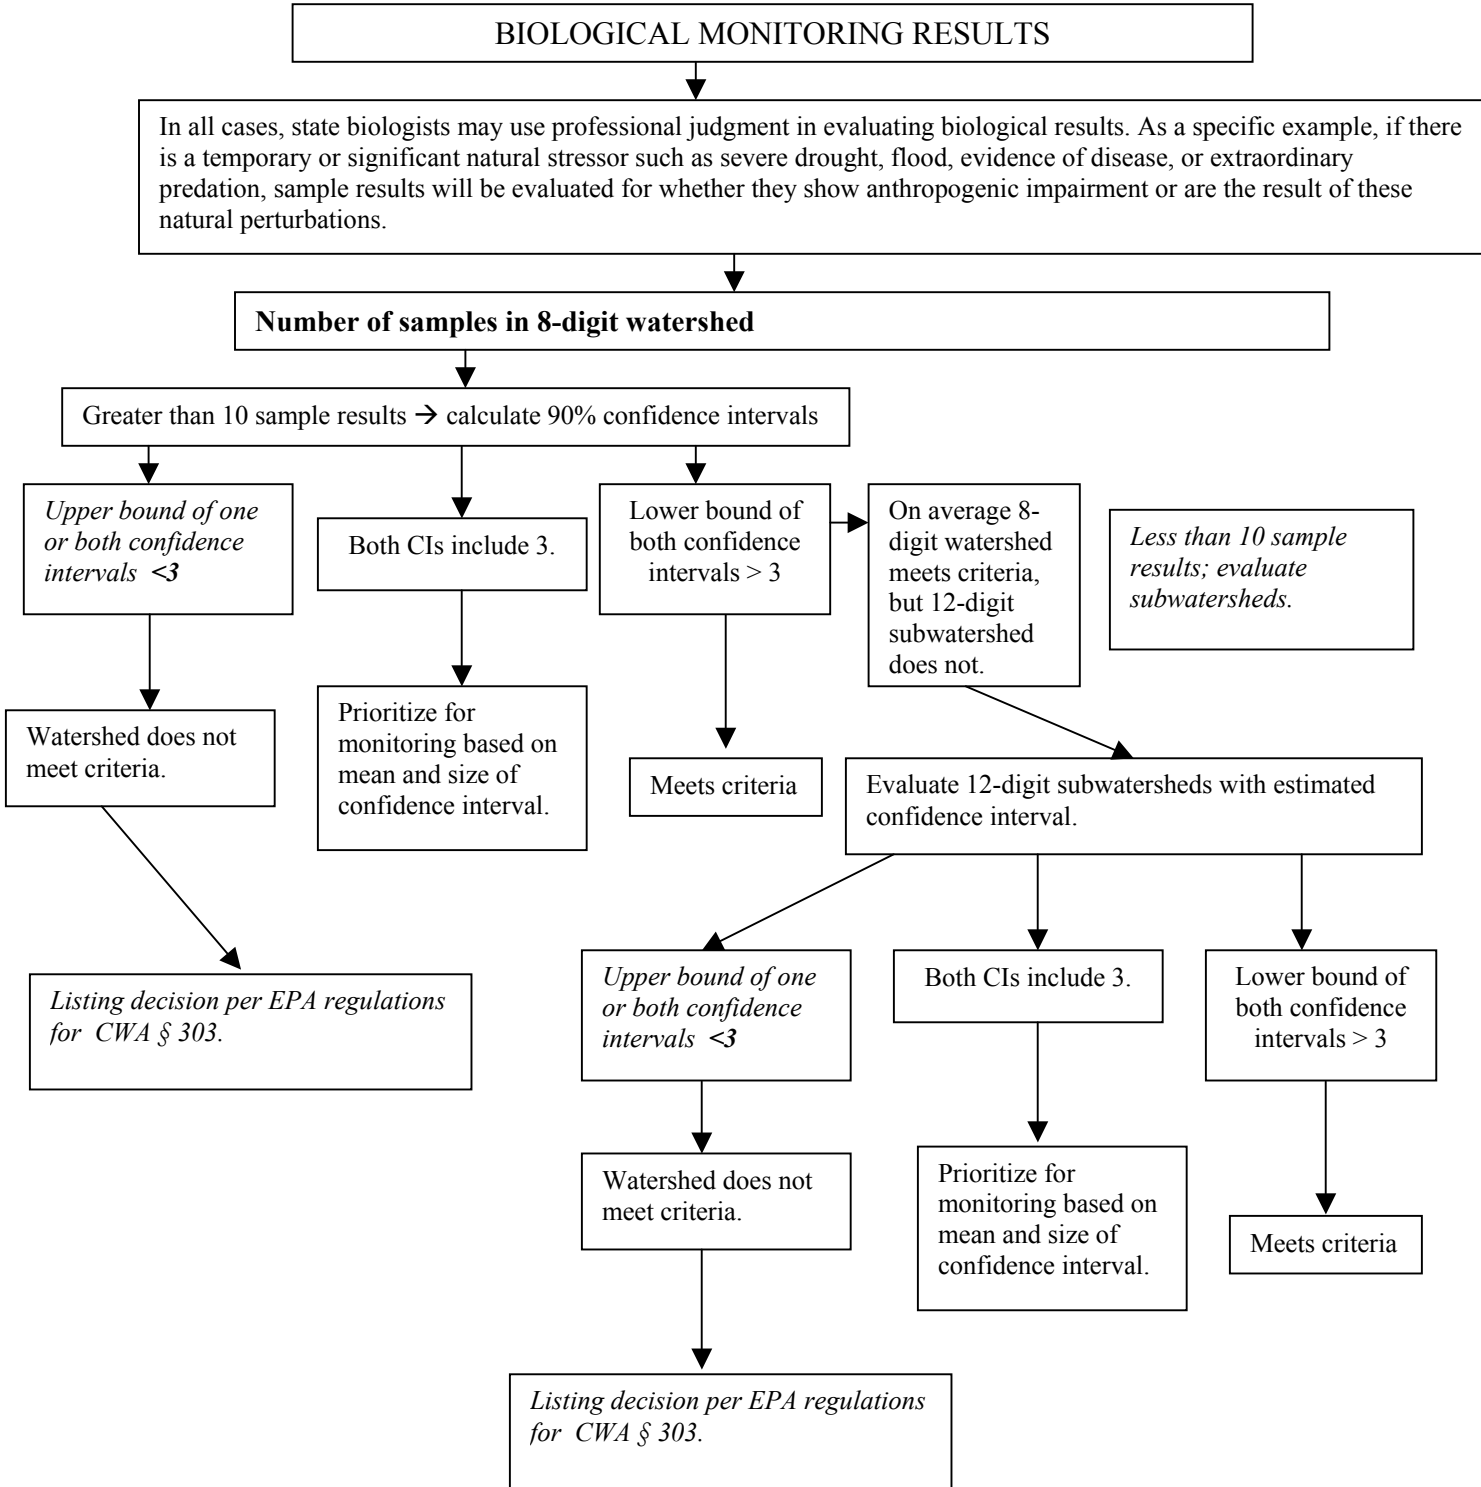 BIOLOGICAL MONITORING RESULTS
In all cases, state biologists may use professional judgment in evaluating biological results. As a specific example, if there
is a temporary or significant natural stressor such as severe drought, flood, evidence of disease, or extraordinary
predation, sample results will be evaluated for whether they show anthropogenic impairment or are the result of these
natural perturbations.
Number of samples in 8-digit watershed
Greater than 10 sample results → calculate 90% confidence intervals
Upper bound of one
or both confidence
intervals <3
Both CIs include 3.
Lower bound of
both confidence
intervals > 3
On average 8-
digit watershed
meets criteria,
but 12-digit
subwatershed
does not.
Less than 10 sample
results; evaluate
subwatersheds.
Watershed does not
meet criteria.
Prioritize for
monitoring based on
mean and size of
confidence interval.
Meets criteria
Evaluate 12-digit subwatersheds with estimated
confidence interval.
Listing decision per EPA regulations
for CWA § 303.
Upper bound of one
or both confidence
intervals <3
Both CIs include 3.
Lower bound of
both confidence
intervals > 3
Watershed does not
meet criteria.
Prioritize for
monitoring based on
mean and size of
confidence interval.
Meets criteria
Listing decision per EPA regulations
for CWA § 303.